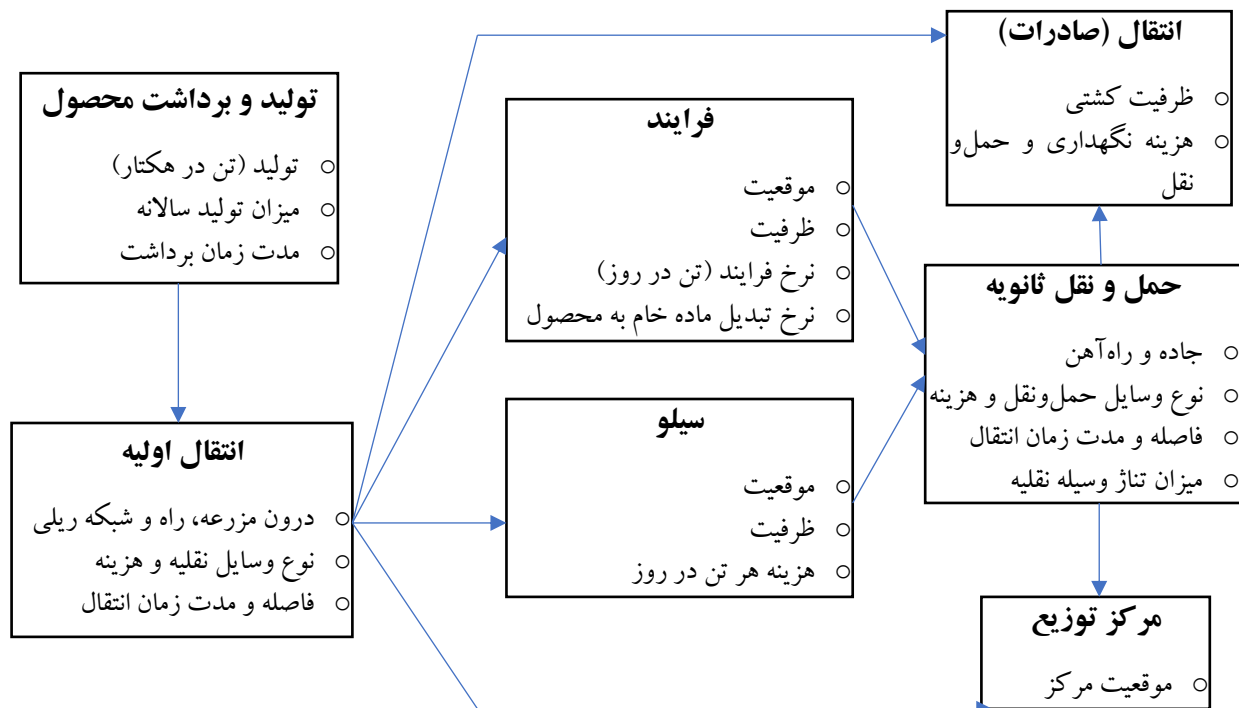 تولید و برداشت محصول
تولید (تن در هکتار)
میزان تولید سالانه
مدت زمان برداشت
انتقال اولیه
درون مزرعه، راه و شبکه ریلی
نوع وسایل نقلیه و هزینه
فاصله و مدت زمان انتقال
فرایند
موقعیت
ظرفیت
نرخ فرایند (تن در روز)
نرخ تبدیل ماده خام به محصول
سیلو
موقعیت
ظرفیت
هزینه هر تن در روز
انتقال (صادرات)
ظرفیت کشتی
هزینه نگهداری و حمل‌و
نقل
حمل و نقل ثانویه
جاده و راه‌آهن
نوع وسایل حمل‌ونقل و هزینه
فاصله و مدت زمان انتقال
میزان تناژ وسیله نقلیه
مرکز توزیع
موقعیت مرکز